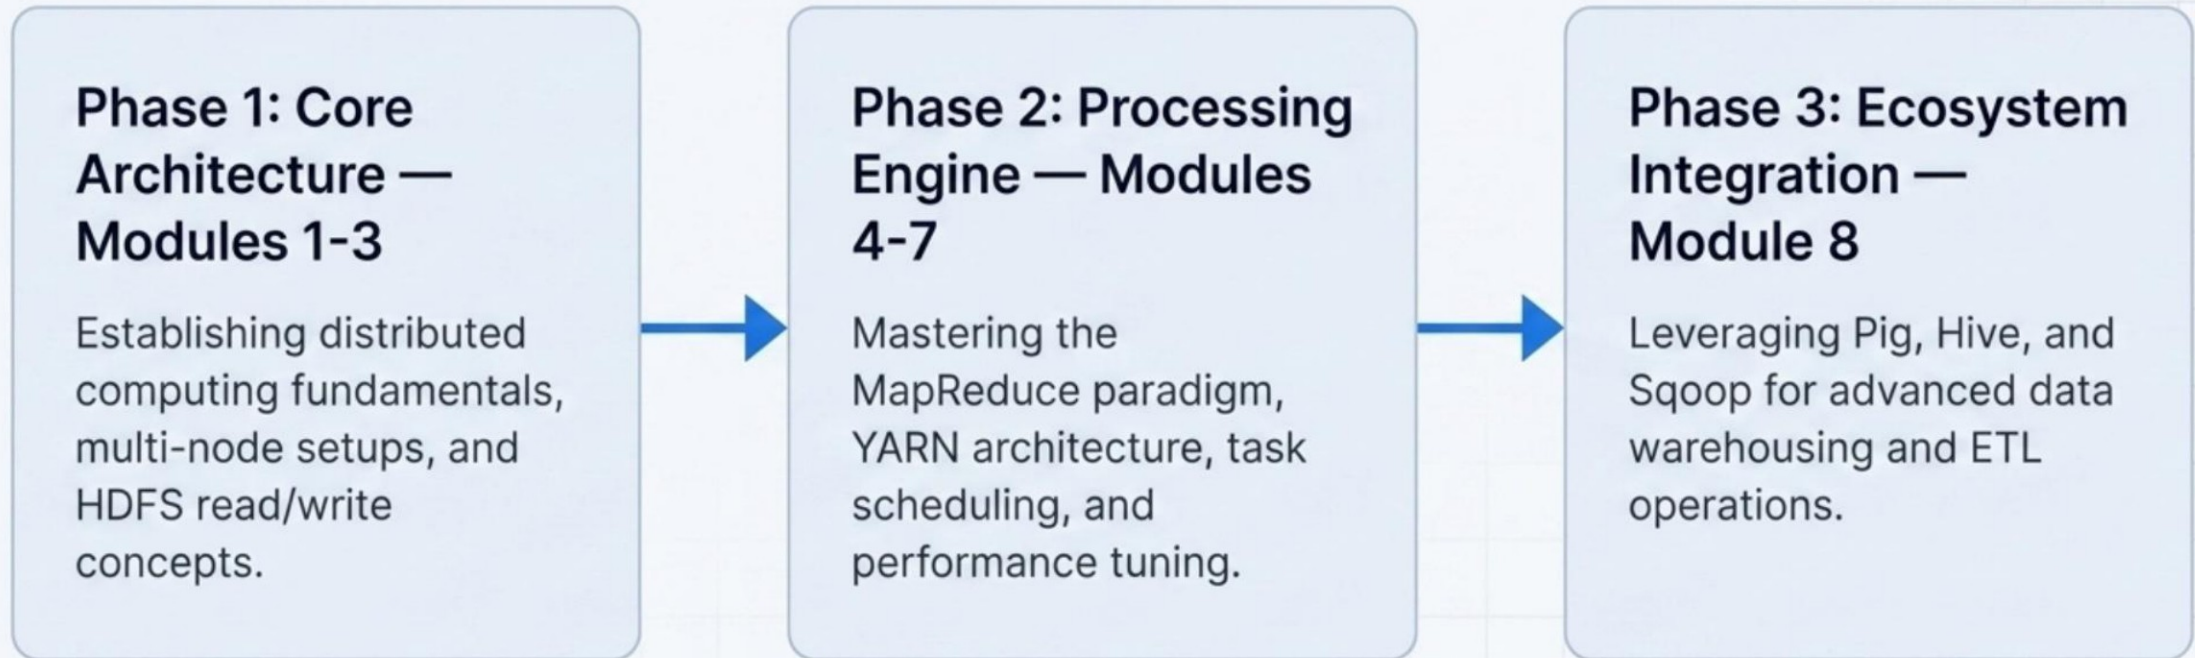 Phase 1: Core
Architecture —
Modules 1-3
Establishing distributed
computing fundamentals,
multi-node setups, and
HDFS read/write
concepts.
Phase 2: Processing
Engine — Modules
4-7
Mastering the
MapReduce paradigm,
YARN architecture, task
scheduling, and
performance tuning.
Phase 3: Ecosystem
Integration —
Module 8
Leveraging Pig, Hive, and
Sqoop for advanced data
warehousing and ETL
operations.